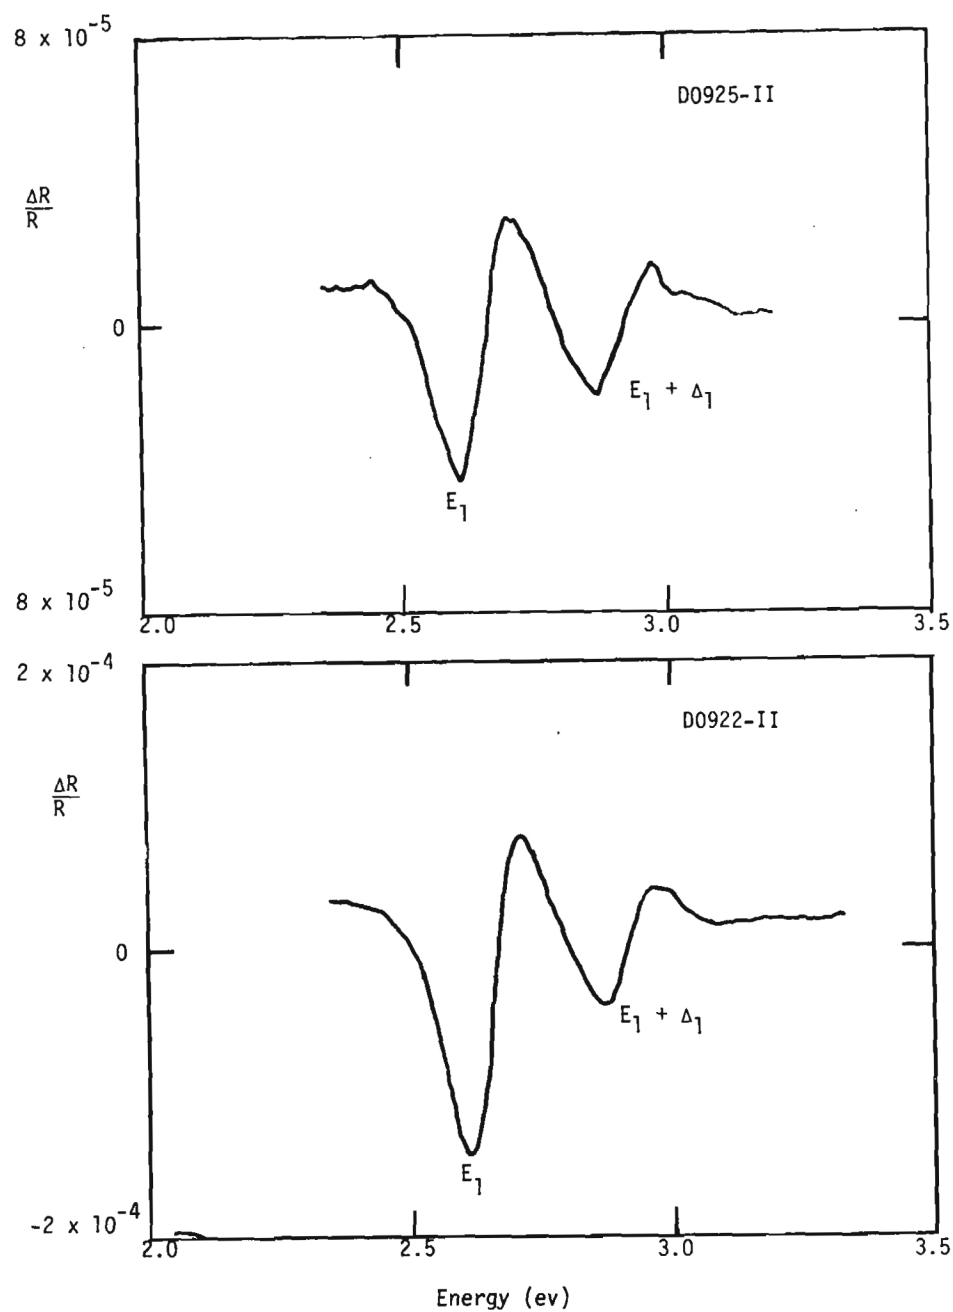 8 x 10⁻⁵
D0925-II
ΔR
R
0
E₁ + Δ₁
E₁
8 x 10⁻⁵
2.0 2.5 3.0 3.5
2 x 10⁻⁴
D0922-II
ΔR
R
0
E₁ + Δ₁
E₁
-2 x 10⁻⁴
2.0 2.5 3.0 3.5
Energy (ev)